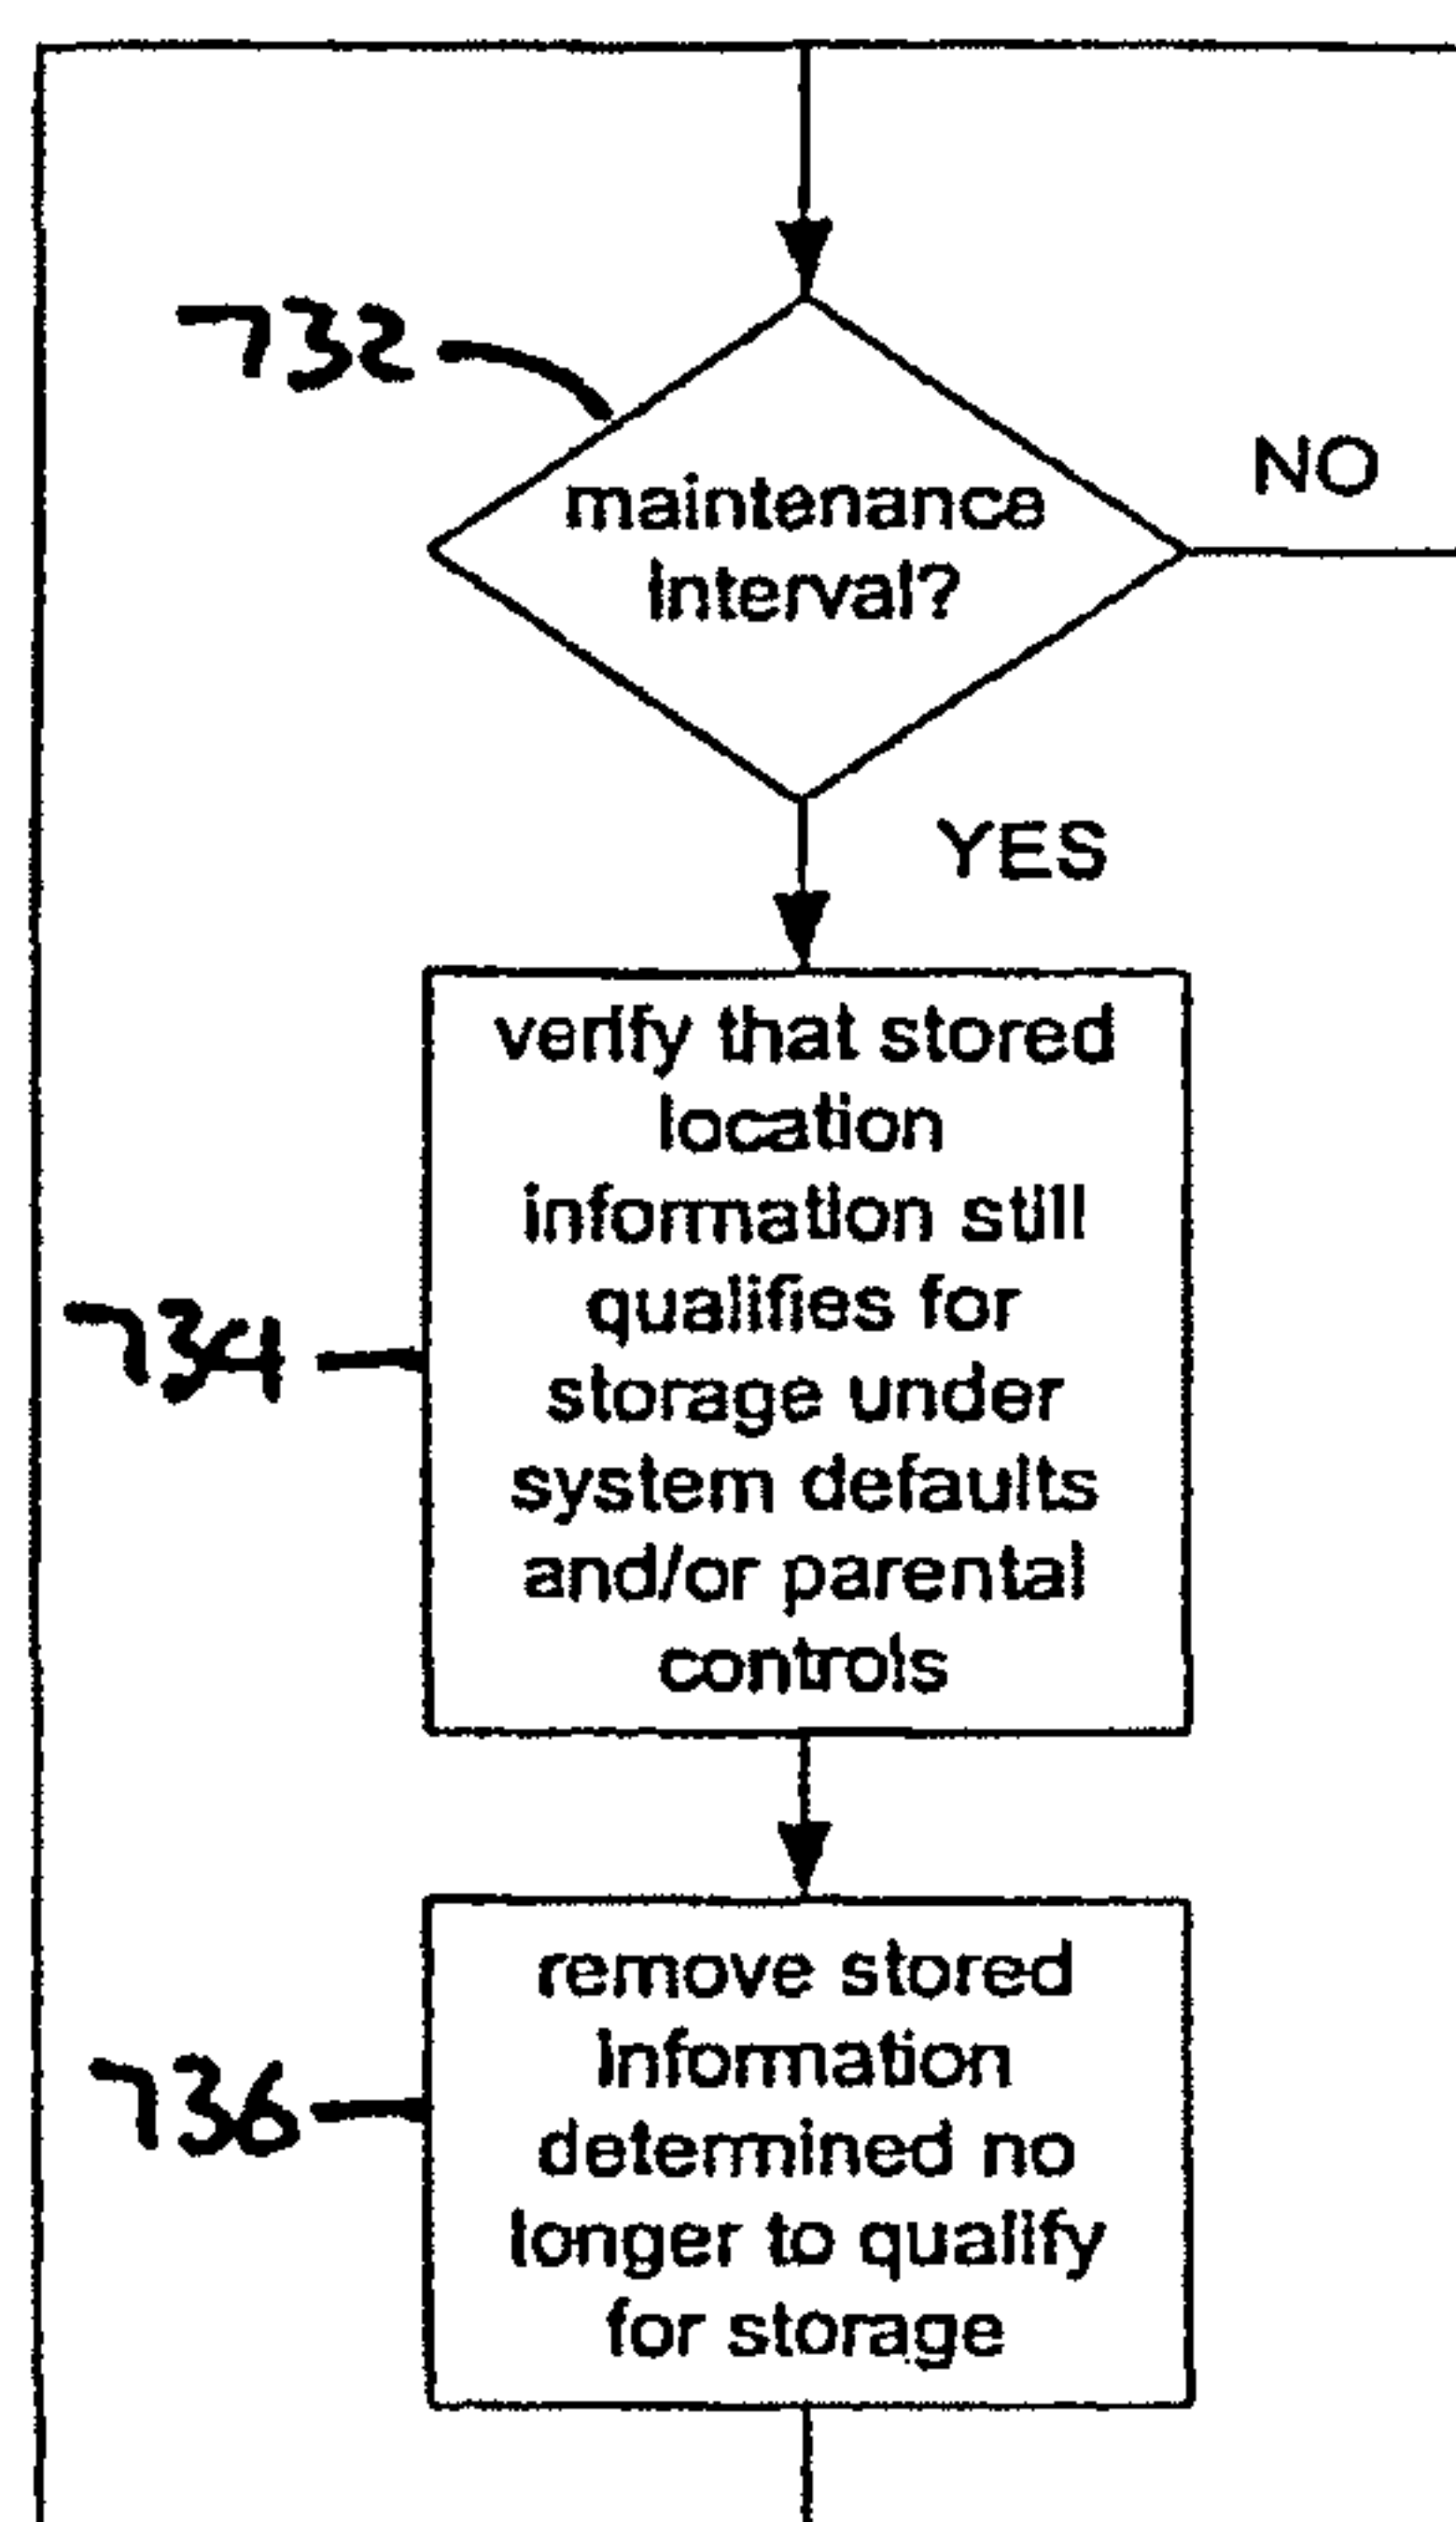 732
maintenance
interval?
NO
YES
verify that stored
location
information still
qualifies for
storage under
system defaults
and/or parental
controls
734
remove stored
information
determined no
longer to qualify
for storage
736